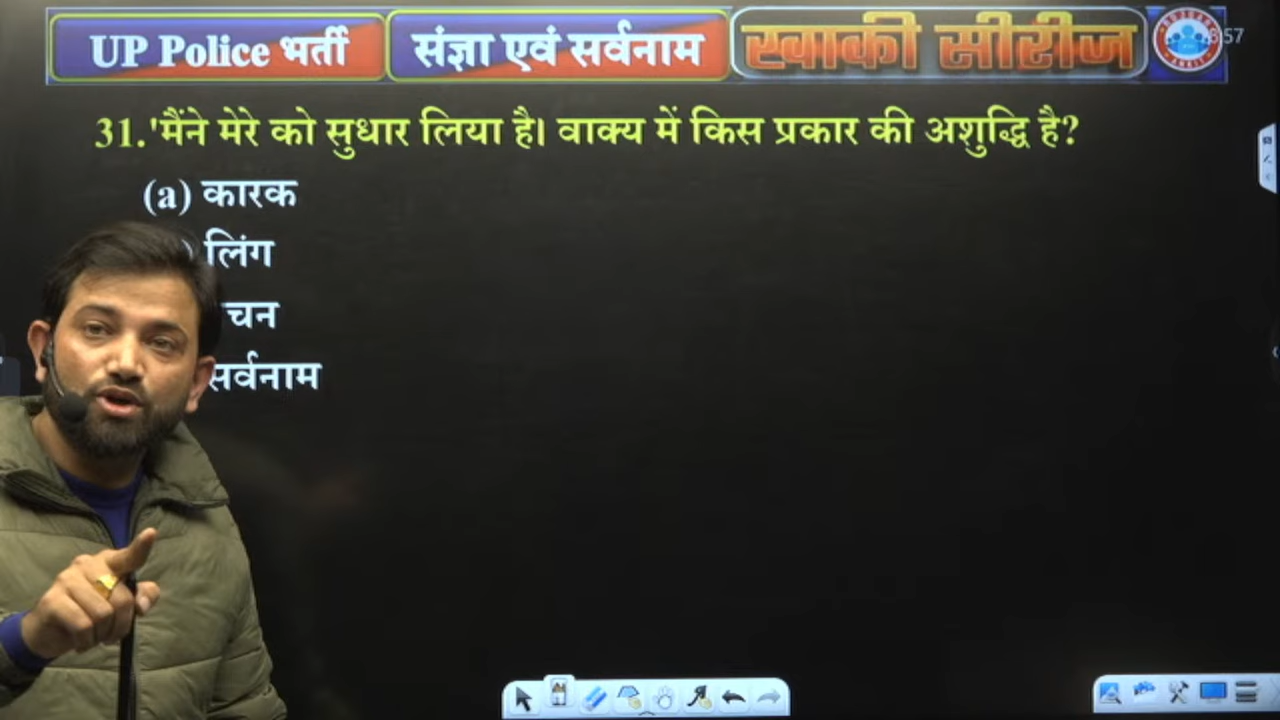 UP Police भर्ती
संज्ञा एवं सर्वनाम
खाकी सीरीज
31.'मैंने मेरे को सुधार लिया है। वाक्य में किस प्रकार की अशुद्धि है?
(a) कारक
) लिंग
चन
सर्वनाम